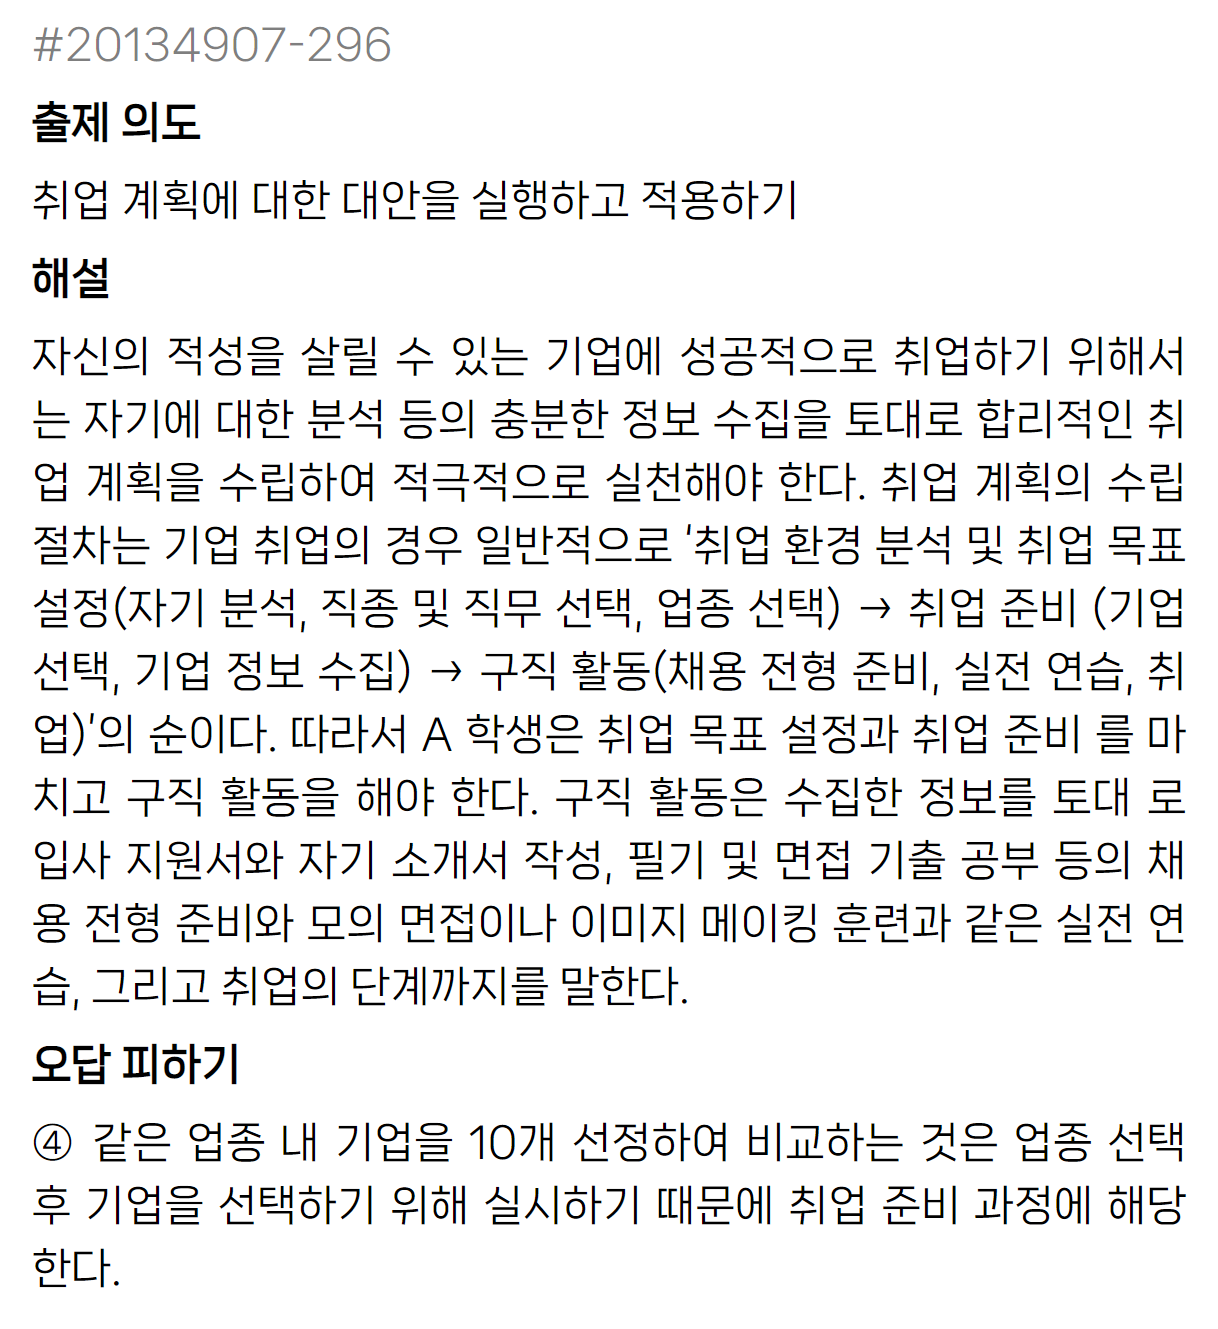 #20134907-296
출제 의도
취업 계획에 대한 대안을 실행하고 적용하기
해설
자신의 적성을 살릴 수 있는 기업에 성공적으로 취업하기 위해서
는 자기에 대한 분석 등의 충분한 정보 수집을 토대로 합리적인 취
업 계획을 수립하여 적극적으로 실천해야 한다. 취업 계획의 수립
절차는 기업 취업의 경우 일반적으로 '취업 환경 분석 및 취업 목표
설정(자기 분석, 직종 및 직무 선택, 업종 선택) → 취업 준비 (기업
선택, 기업 정보 수집) → 구직 활동(채용 전형 준비, 실전 연습, 취
업)'의 순이다. 따라서 A 학생은 취업 목표 설정과 취업 준비 를 마
치고 구직 활동을 해야 한다. 구직 활동은 수집한 정보를 토대 로
입사 지원서와 자기 소개서 작성, 필기 및 면접 기출 공부 등의 채
용 전형 준비와 모의 면접이나 이미지 메이킹 훈련과 같은 실전 연
습, 그리고 취업의 단계까지를 말한다.
오답 피하기
④ 같은 업종 내 기업을 10개 선정하여 비교하는 것은 업종 선택
후 기업을 선택하기 위해 실시하기 때문에 취업 준비 과정에 해당
한다.